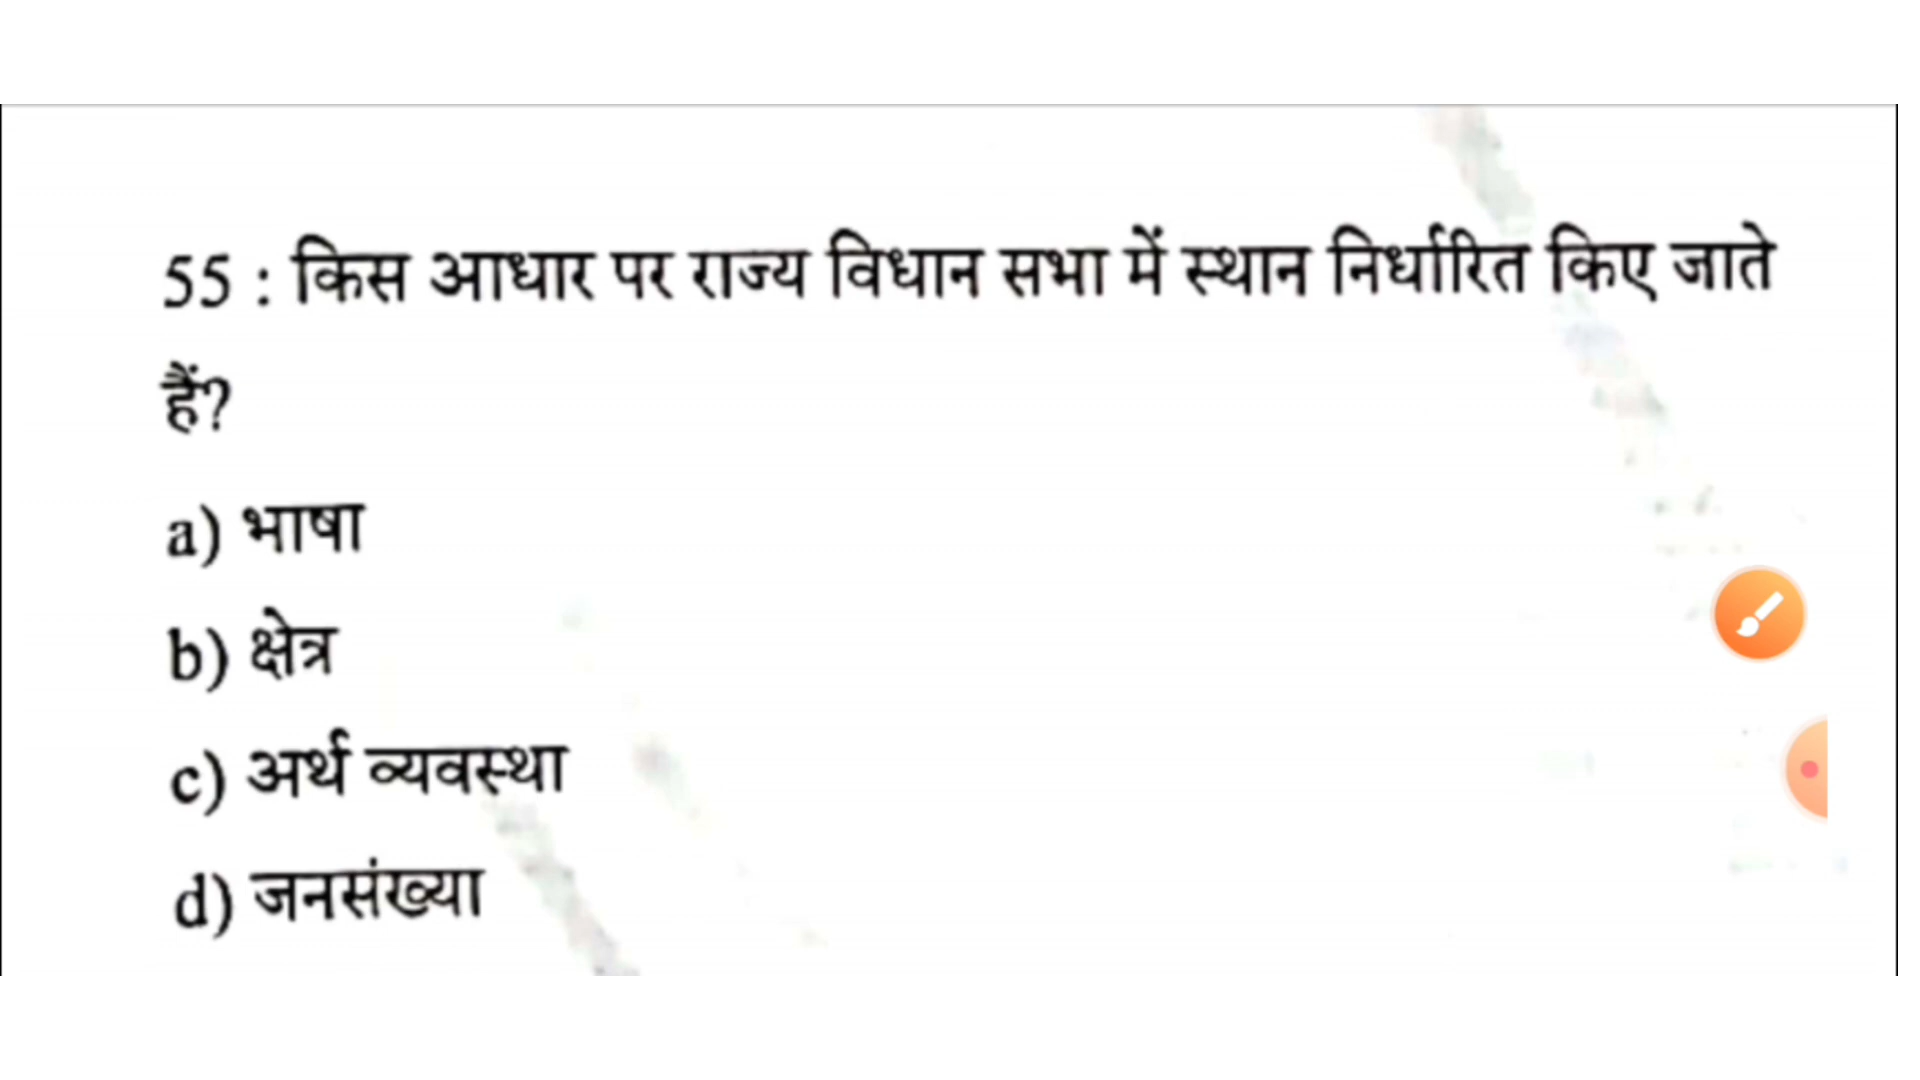 55 : किस आधार पर राज्य विधान सभा में स्थान निर्धारित किए जाते
हैं?
a) भाषा
b) क्षेत्र
c) अर्थ व्यवस्था
d) जनसंख्या